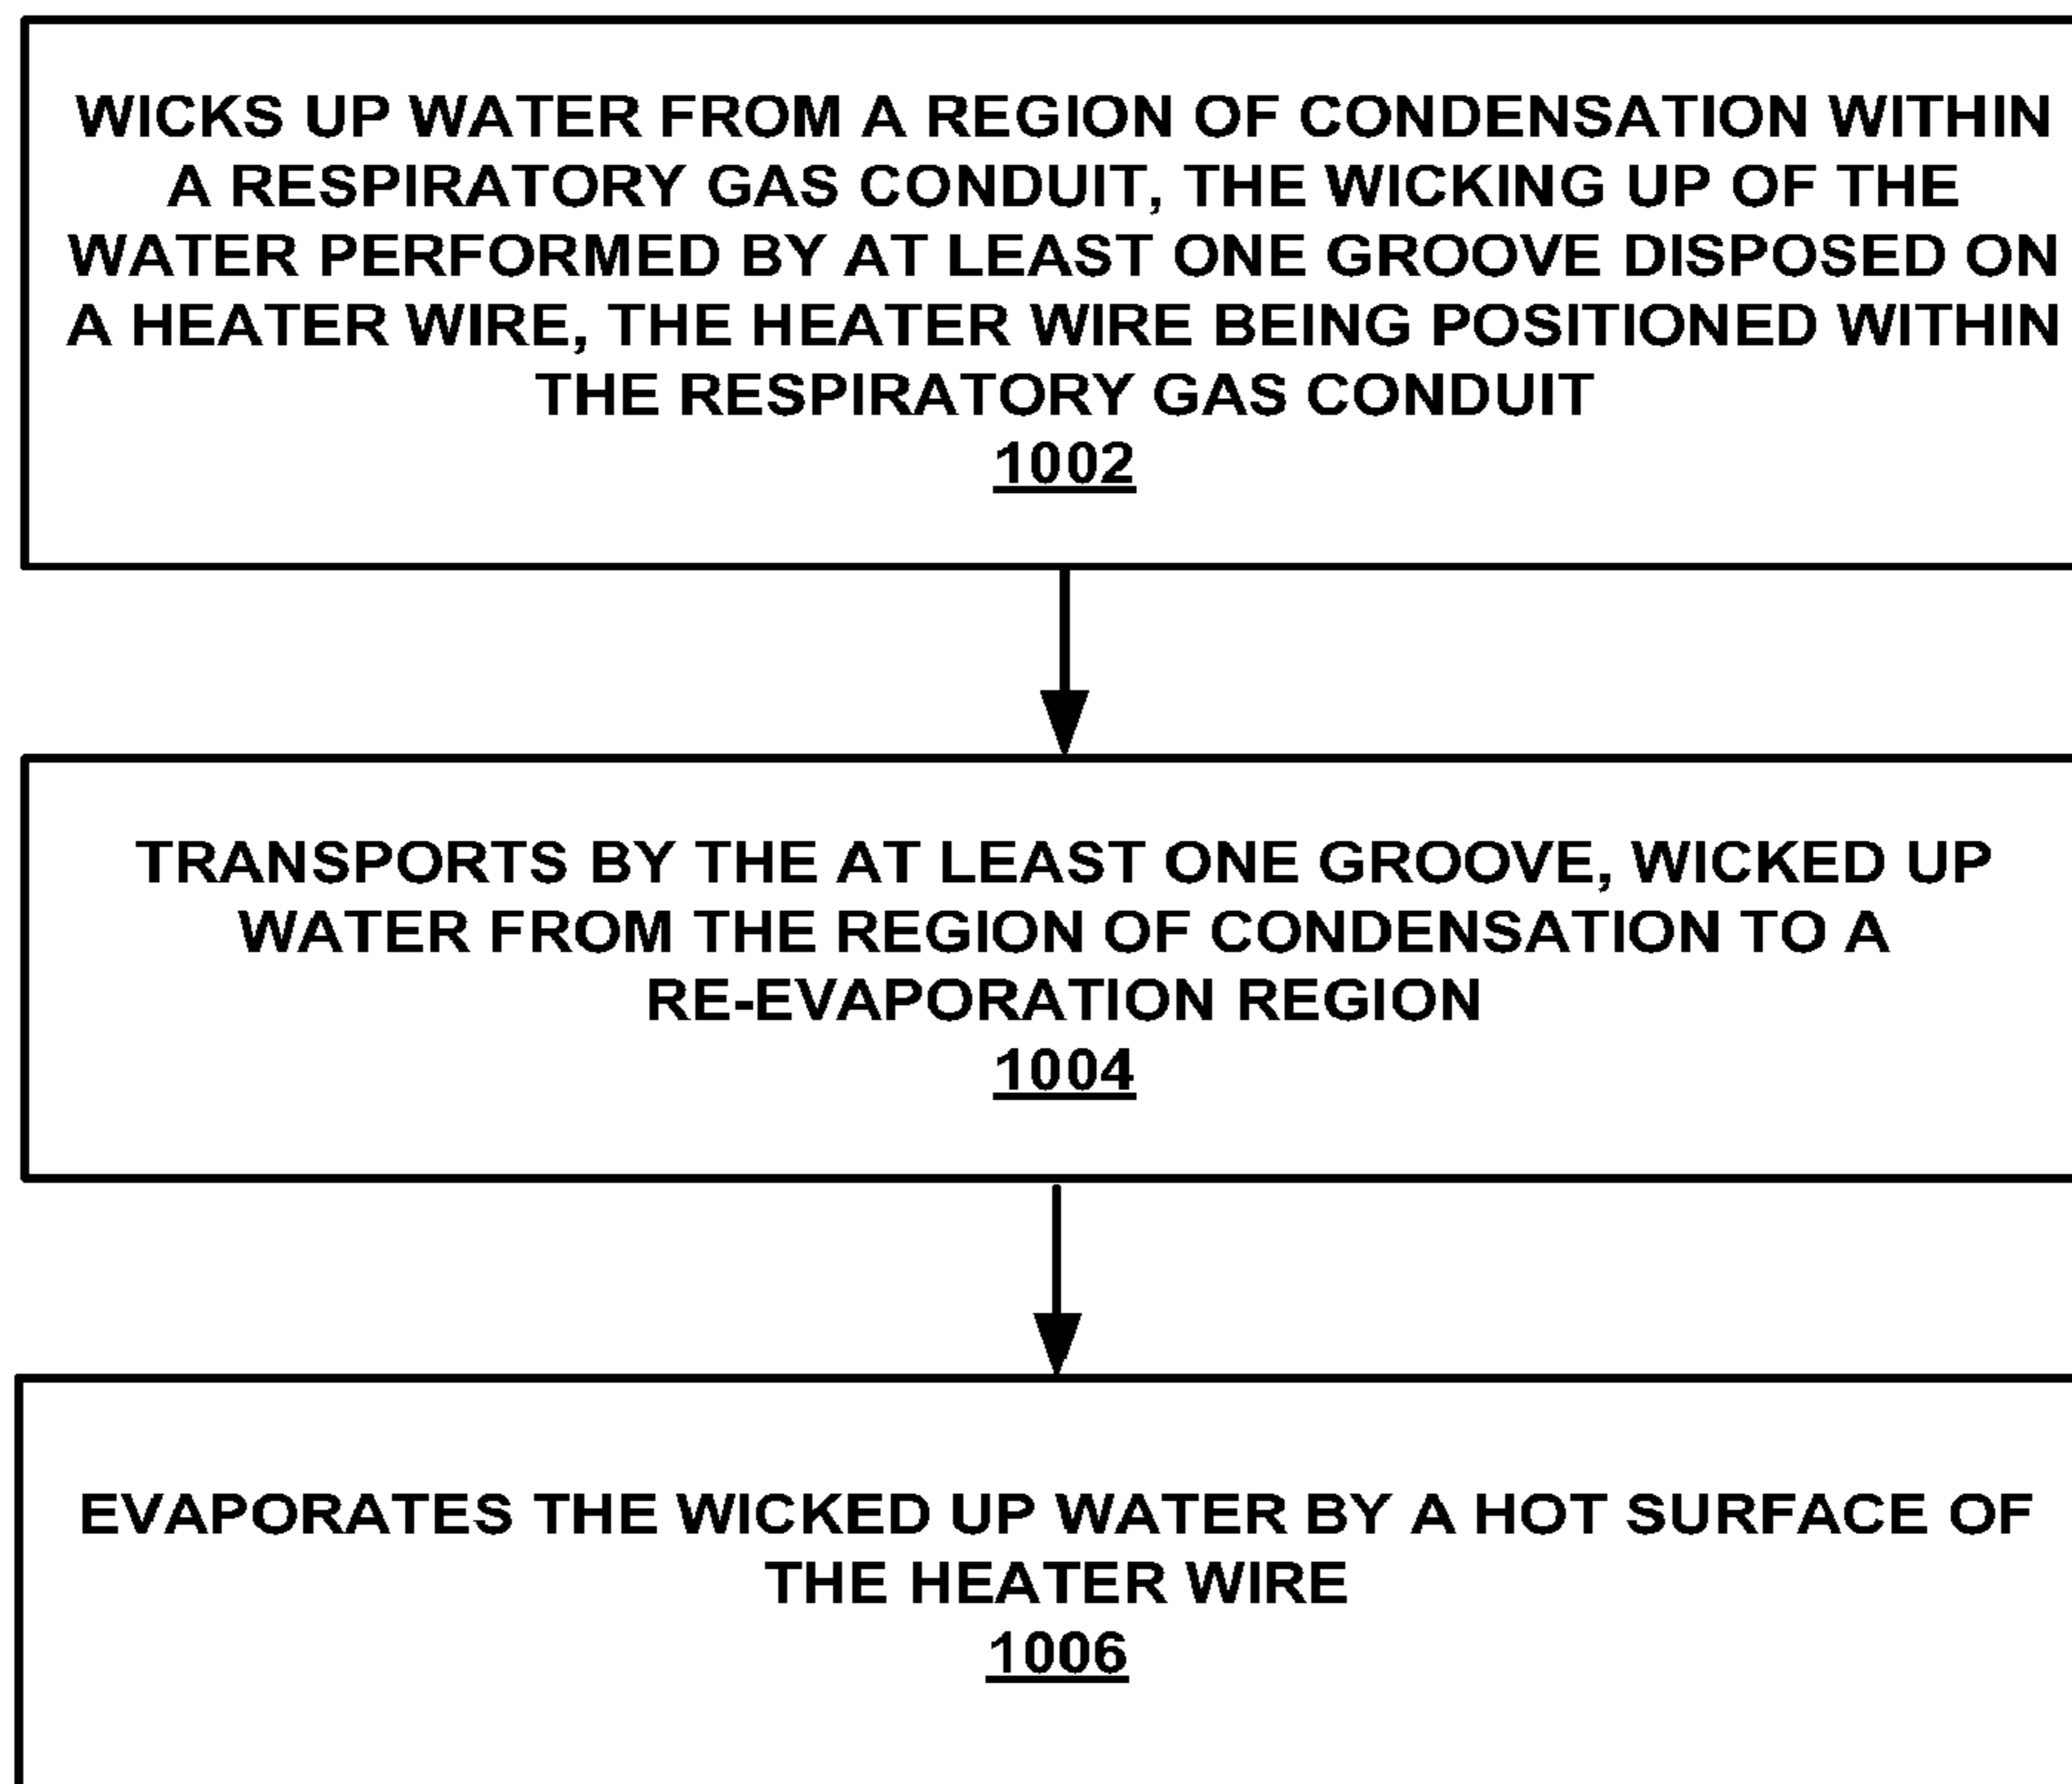 WICKS UP WATER FROM A REGION OF CONDENSATION WITHIN
A RESPIRATORY GAS CONDUIT, THE WICKING UP OF THE
WATER PERFORMED BY AT LEAST ONE GROOVE DISPOSED ON
A HEATER WIRE, THE HEATER WIRE BEING POSITIONED WITHIN
THE RESPIRATORY GAS CONDUIT
1002
TRANSPORTS BY THE AT LEAST ONE GROOVE, WICKED UP
WATER FROM THE REGION OF CONDENSATION TO A
RE-EVAPORATION REGION
1004
EVAPORATES THE WICKED UP WATER BY A HOT SURFACE OF
THE HEATER WIRE
1006